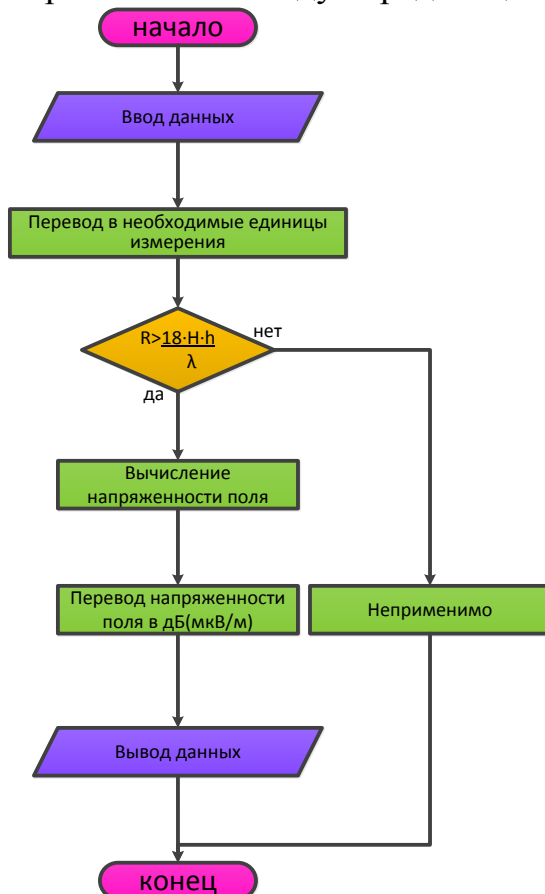 начало
Ввод данных
Перевод в необходимые единицы
измерения
R>18·H·h
λ
нет
да
Вычисление
напряженности поля
Перевод напряженности
поля в дБ(мкВ/м)
Неприменимо
Вывод данных
конец